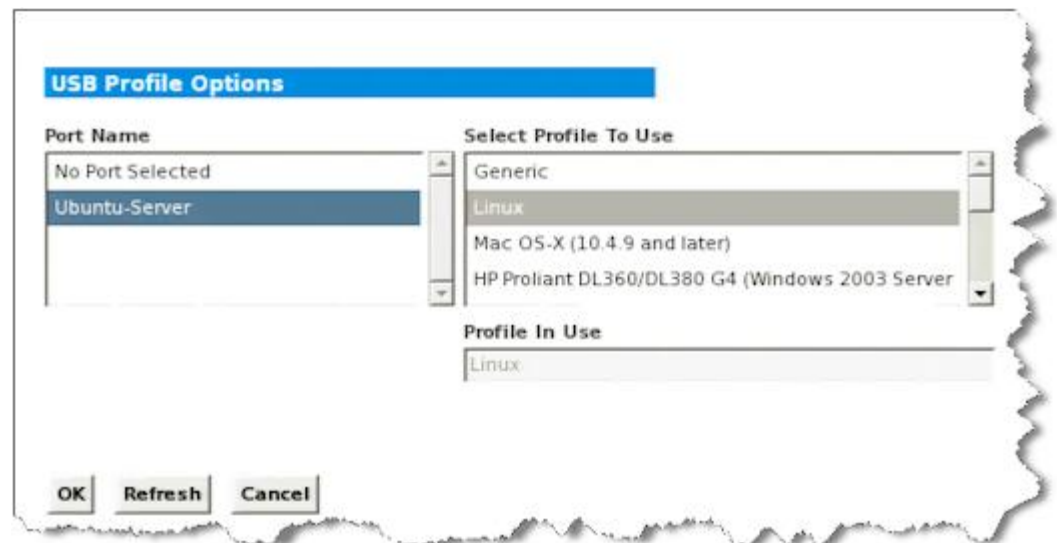 USB Profile Options
Port Name
No Port Selected
Ubuntu-Server
Select Profile To Use
Generic
Linux
Mac OS-X (10.4.9 and later)
HP Proliant DL360/DL380 G4 (Windows 2003 Server
Profile In Use
Linux
OK Refresh Cancel